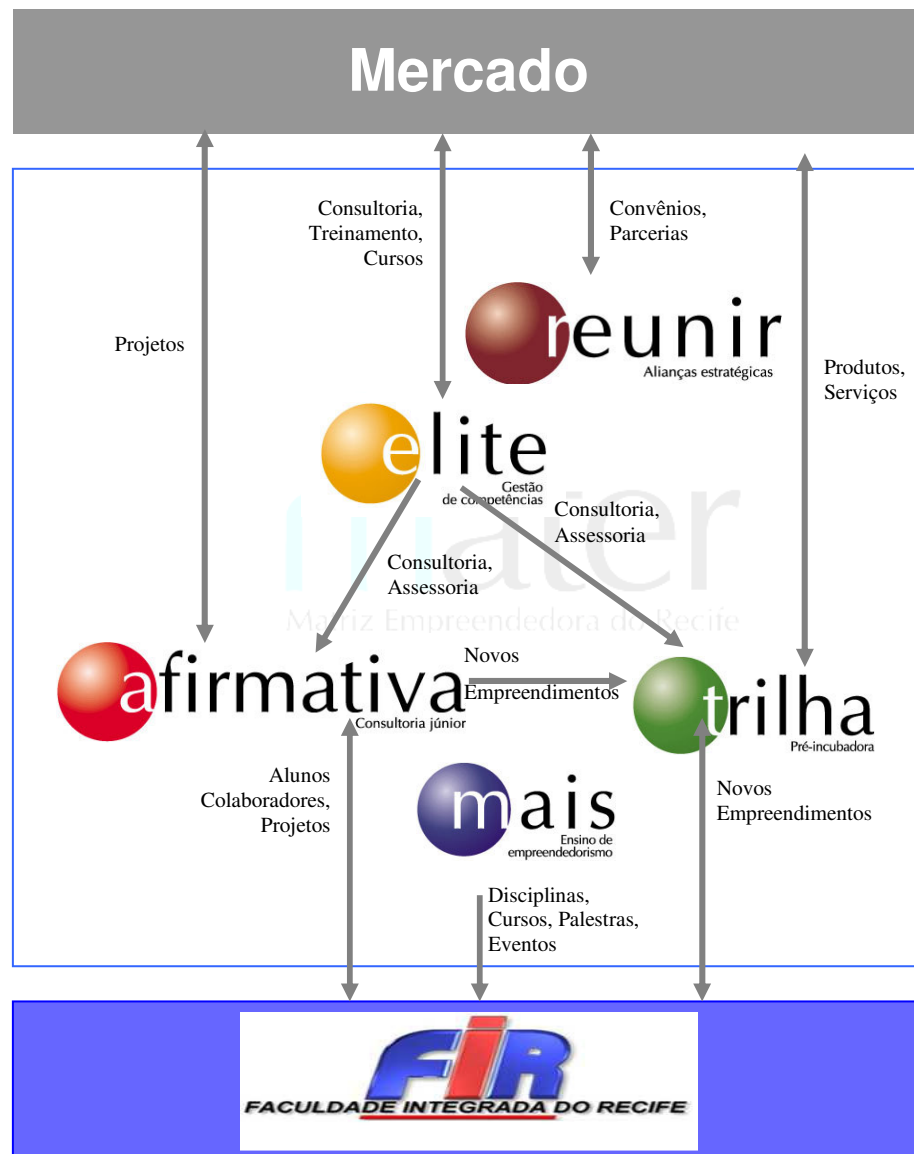 Mercado
Consultoria,
Treinamento,
Cursos
Convênios,
Parcerias
reunir
Alianças estratégicas
Projetos
Produtos,
Serviços
elite
Gestão
de competências
Consultoria,
Assessoria
mater
Matriz Empreendedora do Recife
Consultoria,
Assessoria
afirmativa
Consultoria júnior
Novos
Empreendimentos
trilha
Pré-incubadora
Alunos
Colaboradores,
Projetos
mais
Ensino de
empreendedorismo
Novos
Empreendimentos
Disciplinas,
Cursos, Palestras,
Eventos
FIR
FACULDADE INTEGRADA DO RECIFE